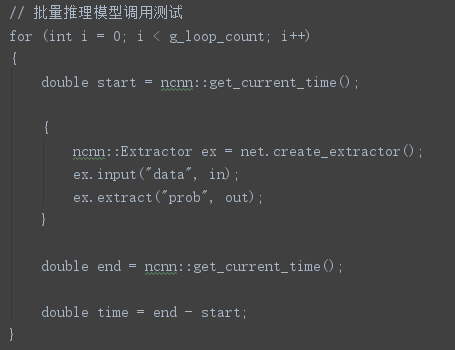 // 批量推理模型调用测试
for (int i = 0; i < g_loop_count; i++)
{
double start = ncnn::get_current_time();
{
ncnn::Extractor ex = net.create_extractor();
ex.input("data", in);
ex.extract("prob", out);
}
double end = ncnn::get_current_time();
double time = end - start;
}